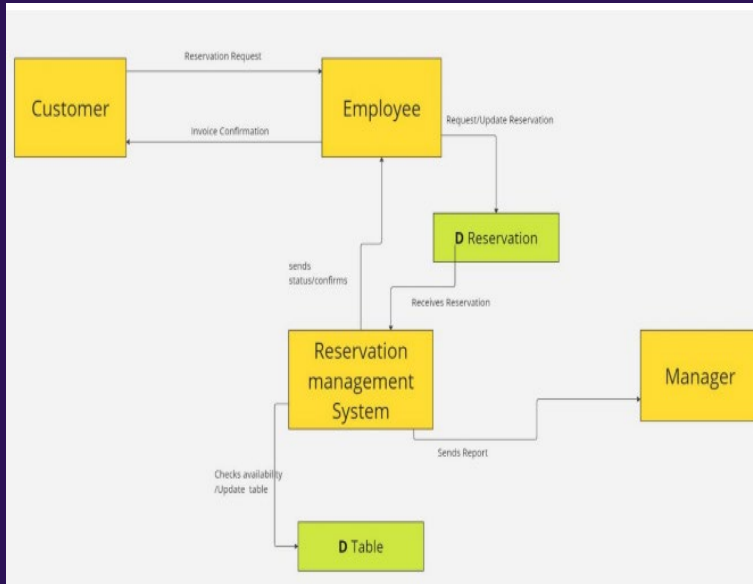 Reservation Request
Customer
Employee
Invoice Confirmation
Request/Update Reservation
D Reservation
sends
status/confirms
Receives Reservation
Reservation
management
System
Manager
Sends Report
Checks availability
/Update table
D Table